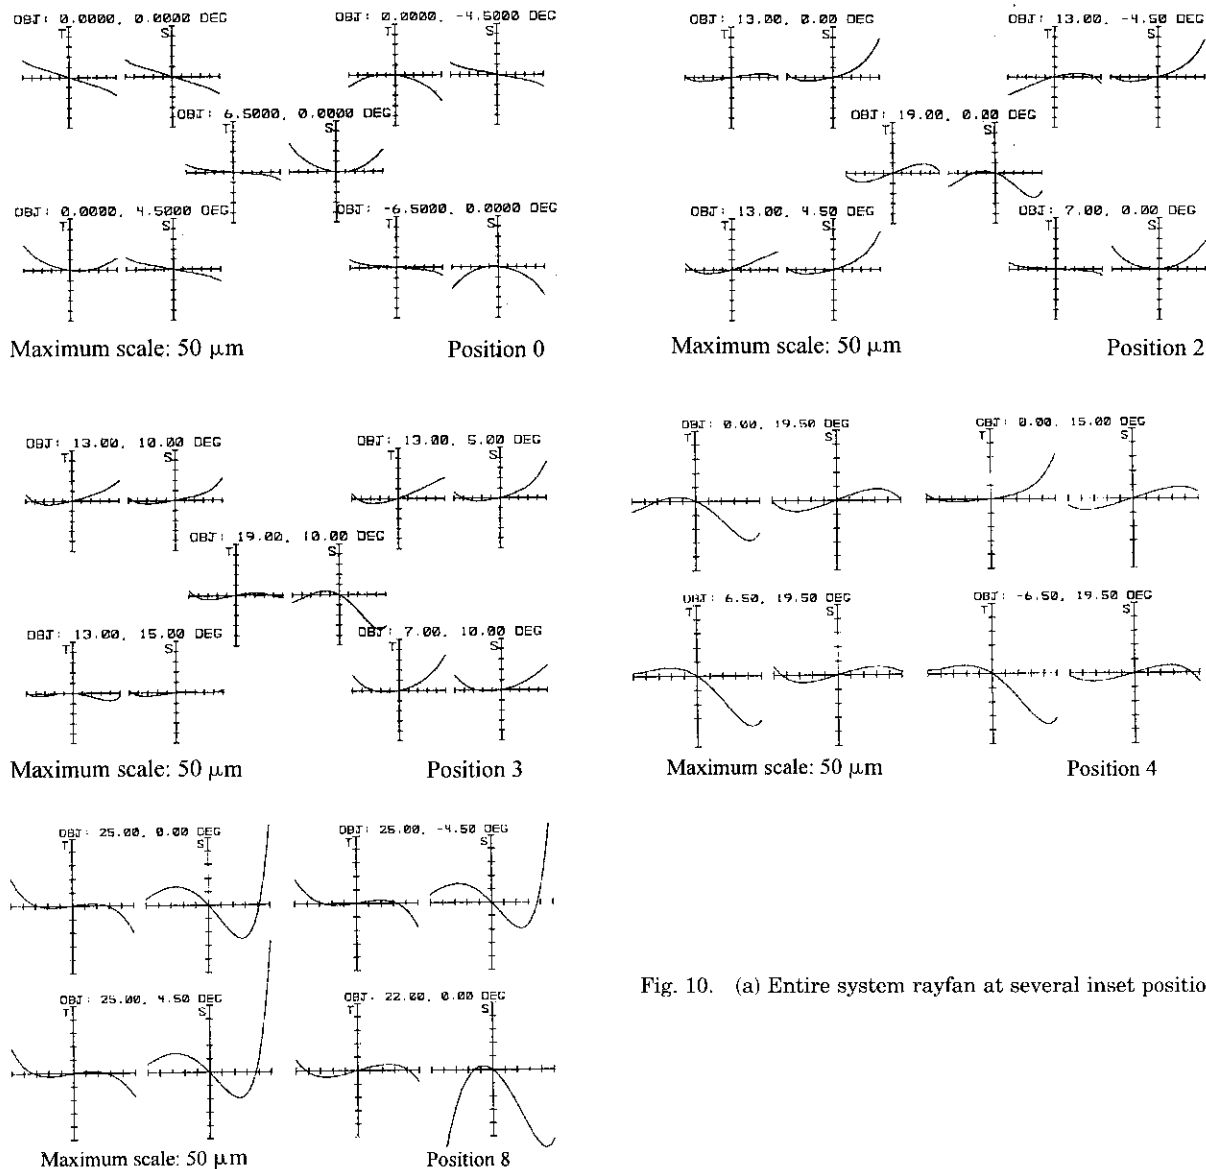 OBJ: 0.0000, 0.0000 DEG
T S
OBJ: 0.0000, -4.5000 DEG
T S
OBJ: 6.5000, 0.0000 DEG
T S
OBJ: 0.0000, 4.5000 DEG
T S
OBJ: -6.5000, 0.0000 DEG
T S
Maximum scale: 50 μm
Position 0
OBJ: 13.00, 0.00 DEG
T S
OBJ: 13.00, -4.50 DEG
T S
OBJ: 19.00, 0.00 DEG
T S
OBJ: 13.00, 4.50 DEG
T S
OBJ: 7.00, 0.00 DEG
T S
Maximum scale: 50 μm
Position 2
OBJ: 13.00, 10.00 DEG
T S
OBJ: 13.00, 5.00 DEG
T S
OBJ: 19.00, 10.00 DEG
T S
OBJ: 13.00, 15.00 DEG
T S
OBJ: 7.00, 10.00 DEG
T S
Maximum scale: 50 μm
Position 3
OBJ: 0.00, 19.50 DEG
T S
OBJ: 0.00, 15.00 DEG
T S
OBJ: 6.50, 19.50 DEG
T S
OBJ: -6.50, 19.50 DEG
T S
Maximum scale: 50 μm
Position 4
OBJ: 25.00, 0.00 DEG
T S
OBJ: 25.00, -4.50 DEG
T S
OBJ: 25.00, 4.50 DEG
T S
OBJ. 22.00, 0.00 DEG
T S
Maximum scale: 50 μm
Position 8
Fig. 10. (a) Entire system rayfan at several inset positio